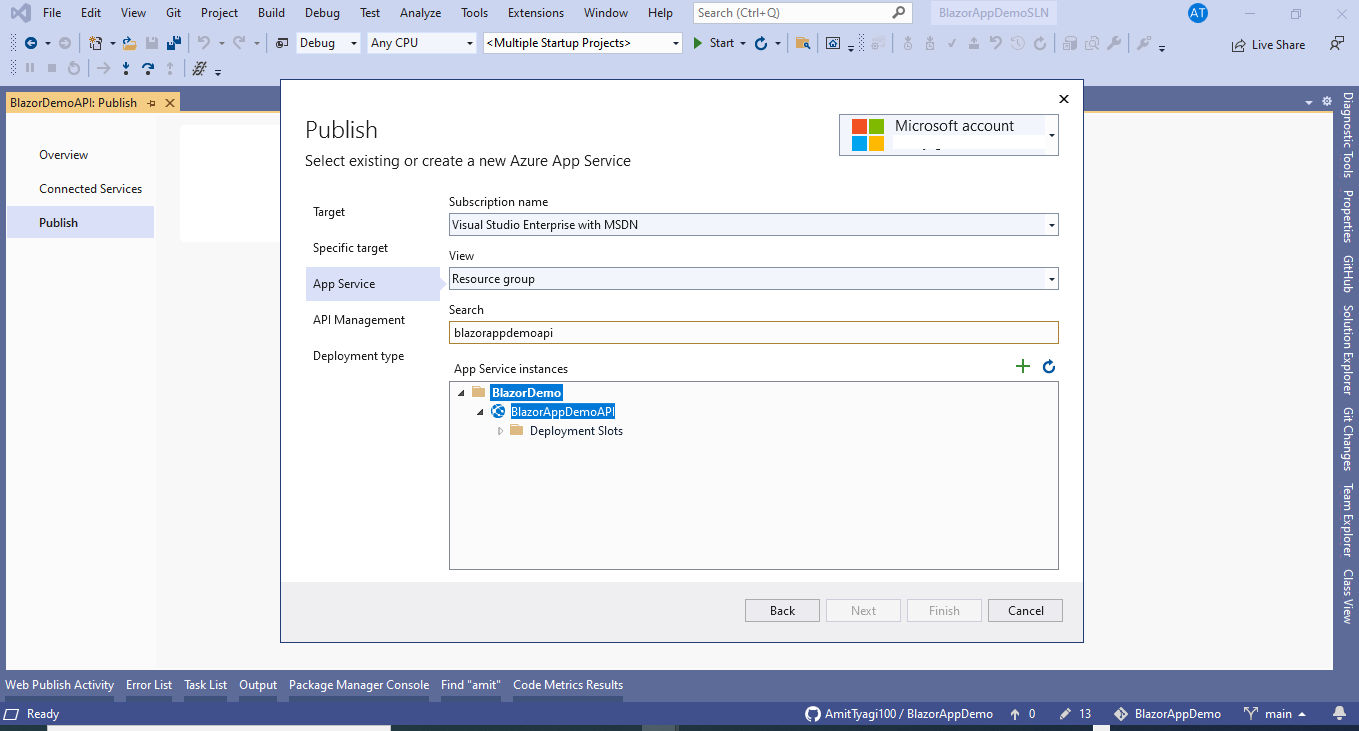 File Edit View Git Project Build Debug Test Analyze Tools Extensions Window Help Search (Ctrl+Q) BlazorAppDemoSLN AT
Debug Any CPU <Multiple Startup Projects> Start Live Share
BlazorDemoAPI: Publish
Overview
Connected Services
Publish
Publish
Microsoft account
Select existing or create a new Azure App Service
Target
Specific target
App Service
API Management
Deployment type
Subscription name
Visual Studio Enterprise with MSDN
View
Resource group
Search
blazorappdemoapi
App Service instances
BlazorDemo
BlazorAppDemoAPI
Deployment Slots
Back Next Finish Cancel
Diagnostic Tools
Properties
GitHub
Solution Explorer
Git Changes
Team Explorer
Class View
Web Publish Activity Error List Task List Output Package Manager Console Find "amit" Code Metrics Results
Ready AmitTyagi100 / BlazorAppDemo 0 13 BlazorAppDemo main